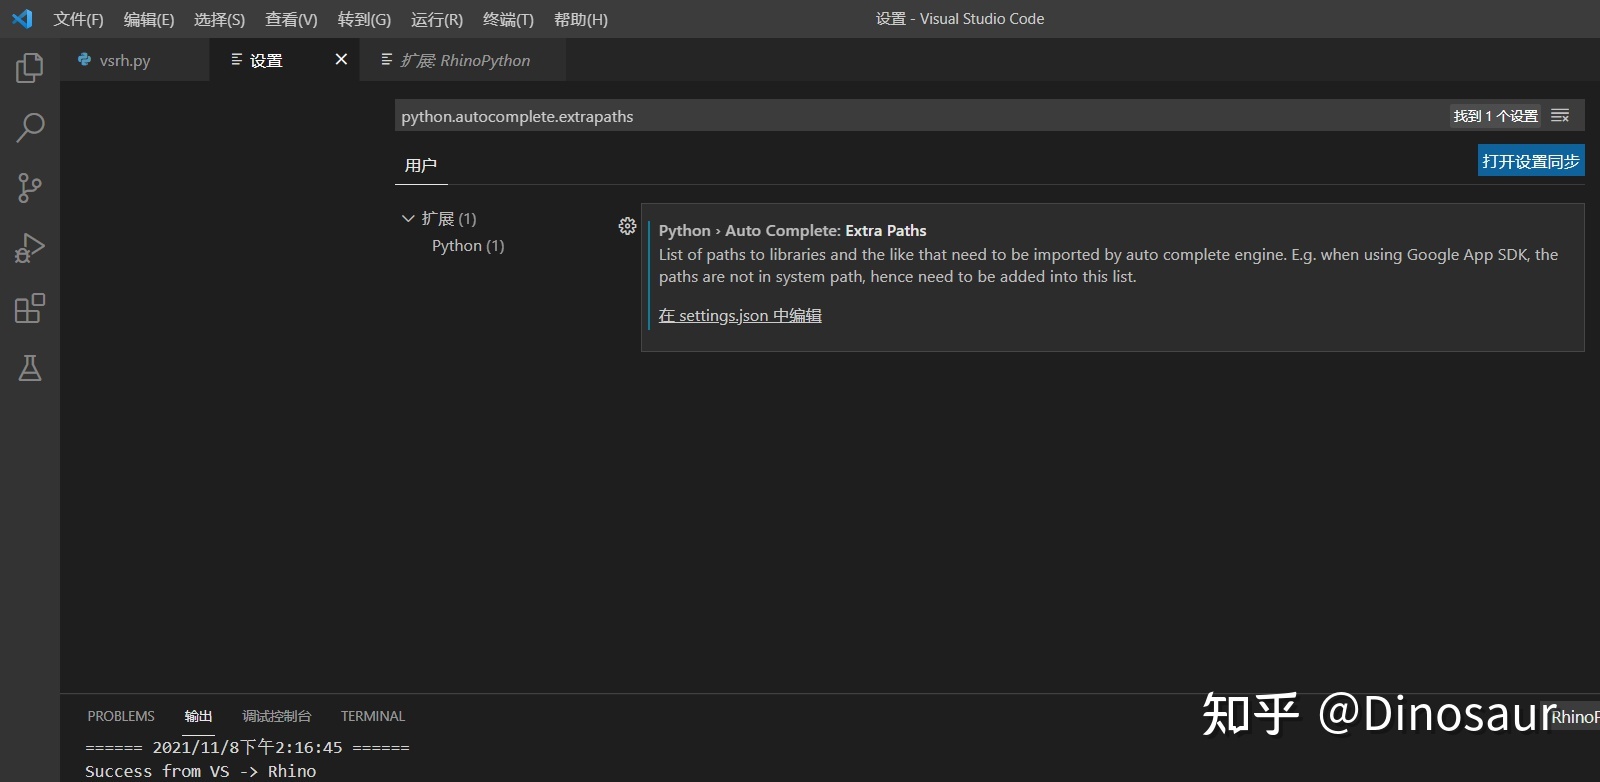 文件(F) 编辑(E) 选择(S) 查看(V) 转到(G) 运行(R) 终端(T) 帮助(H) 设置 - Visual Studio Code
vsrh.py 设置 扩展: RhinoPython
python.autocomplete.extrapaths 找到 1 个设置
用户 打开设置同步
扩展 (1)
Python (1)
Python › Auto Complete: Extra Paths
List of paths to libraries and the like that need to be imported by auto complete engine. E.g. when using Google App SDK, the
paths are not in system path, hence need to be added into this list.
在 settings.json 中编辑
PROBLEMS 输出 调试控制台 TERMINAL
知乎 @Dinosaur
RhinoP
====== 2021/11/8下午2:16:45 ======
Success from VS -> Rhino